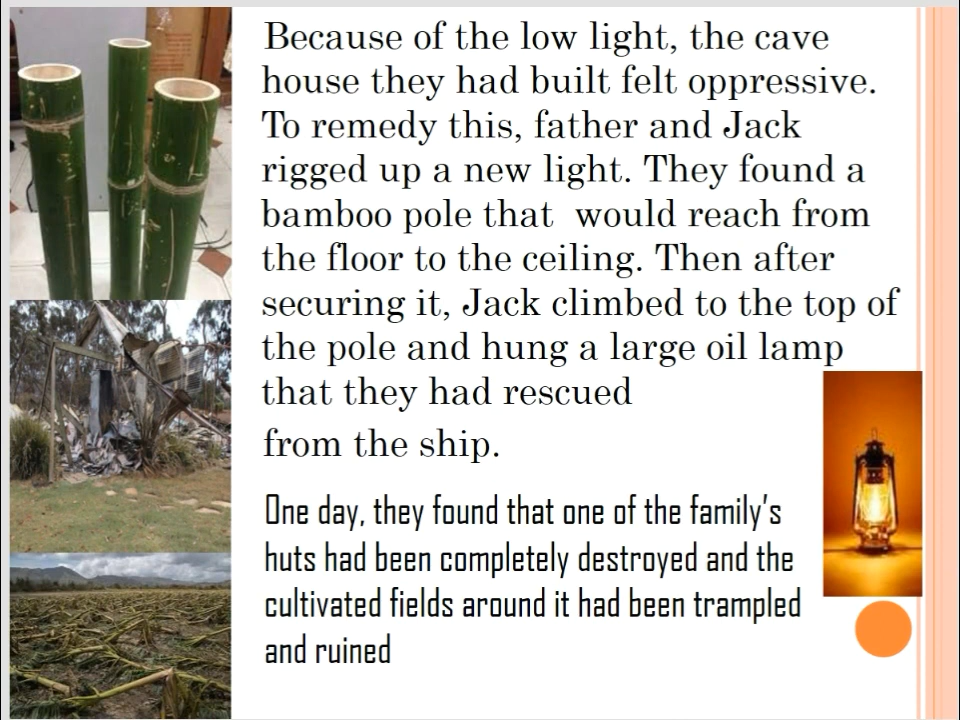 Because of the low light, the cave
house they had built felt oppressive.
To remedy this, father and Jack
rigged up a new light. They found a
bamboo pole that  would reach from
the floor to the ceiling. Then after
securing it, Jack climbed to the top of
the pole and hung a large oil lamp
that they had rescued
from the ship.
One day, they found that one of the family's
huts had been completely destroyed and the
cultivated fields around it had been trampled
and ruined